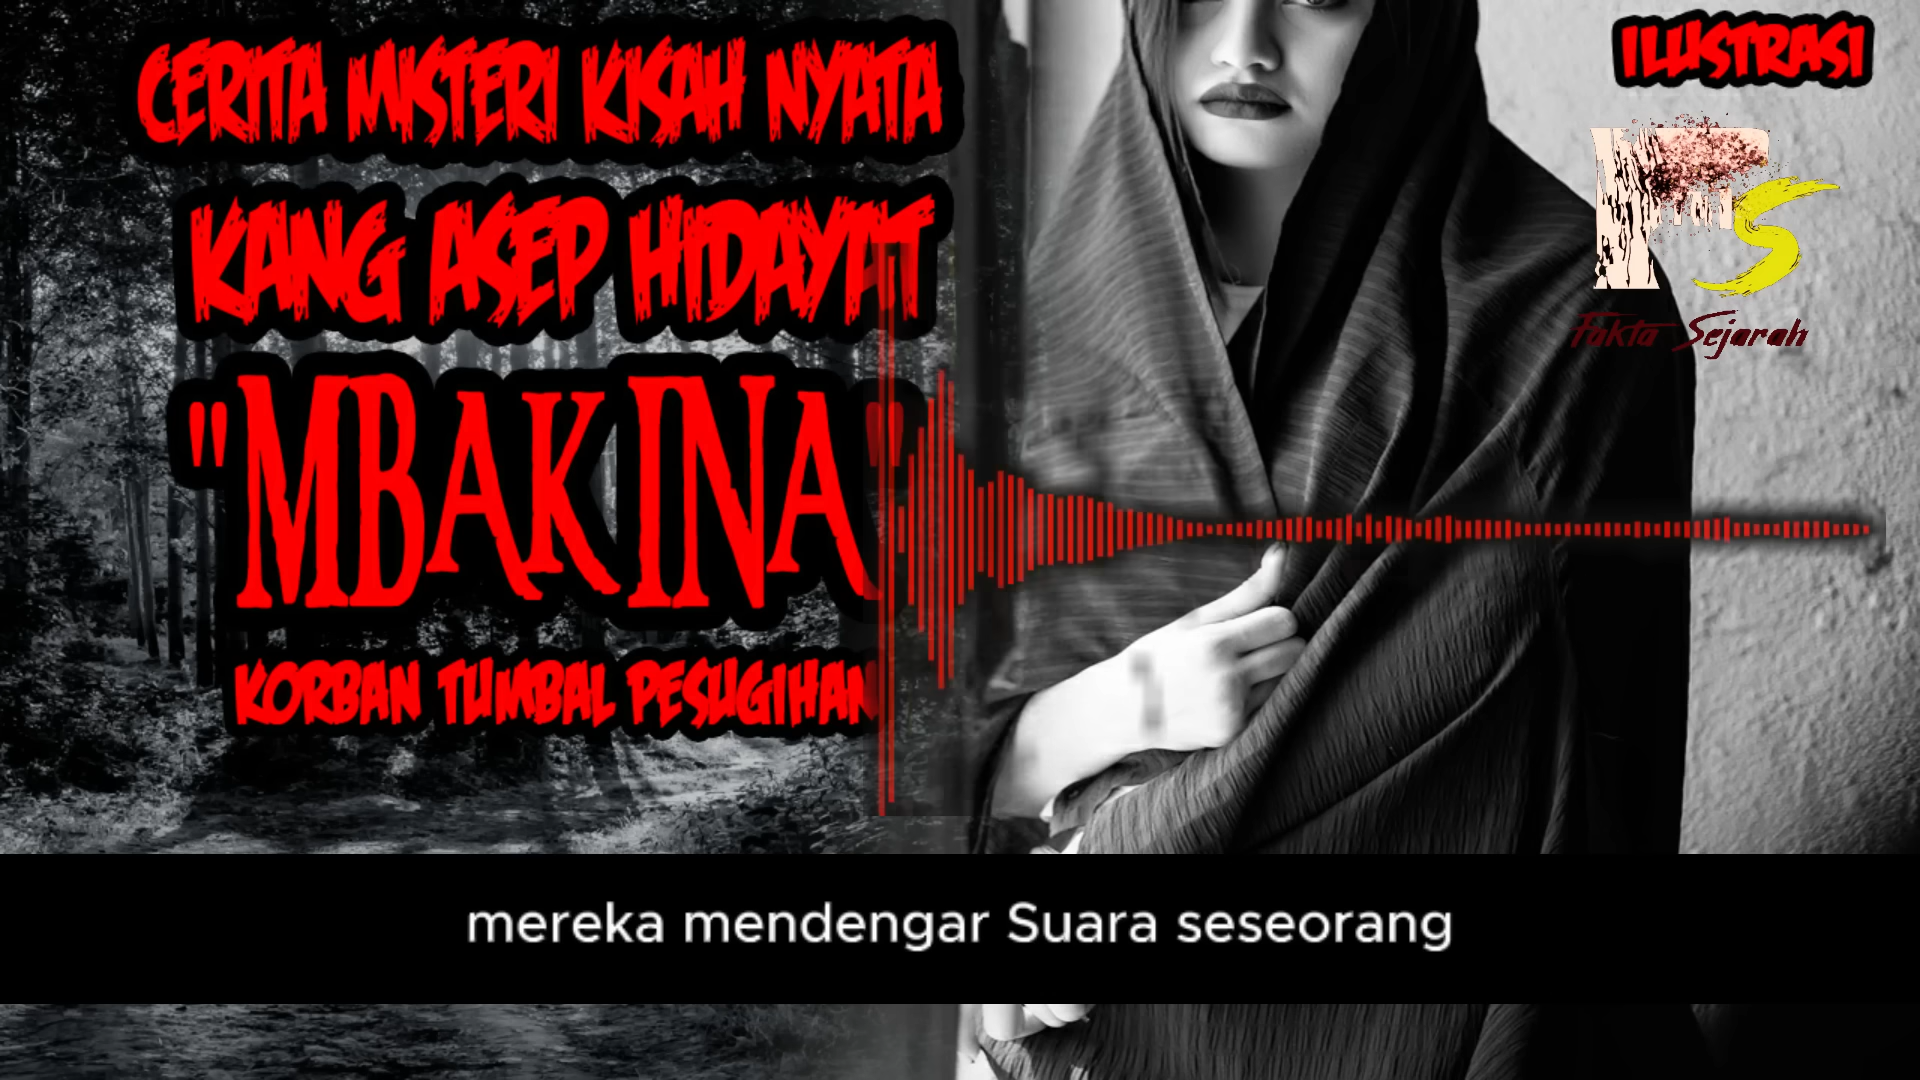 CERITA MISTERI KISAH NYATA
KANG ASEP HIDAYAT
"MBAK INA"
KORBAN TUMBAL PESUGIHAN
ILUSTRASI
FS
Fakta Sejarah
mereka mendengar Suara seseorang